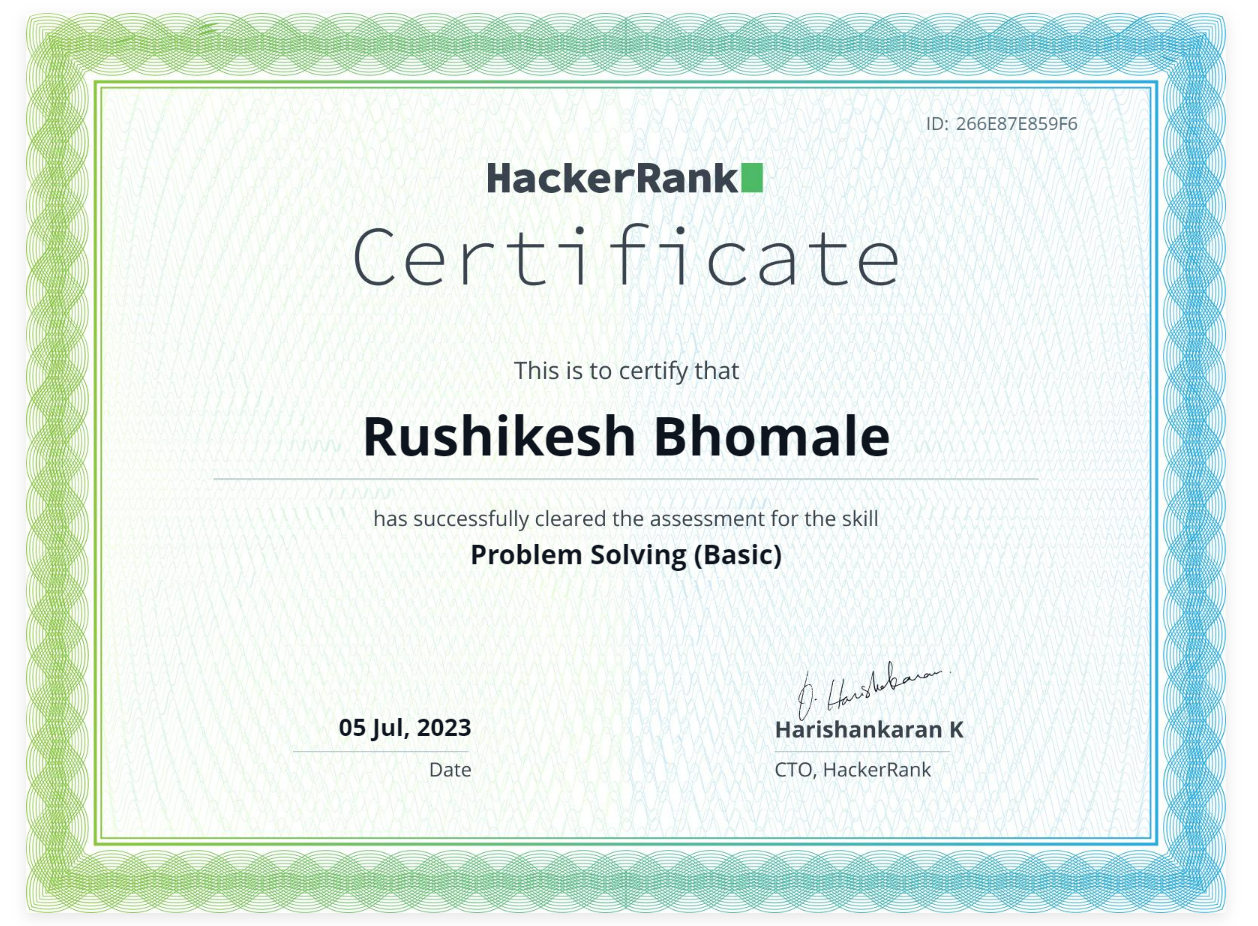 ID: 266E87E859F6
HackerRank
Certificate
This is to certify that
Rushikesh Bhomale
has successfully cleared the assessment for the skill
Problem Solving (Basic)
Harishankaran
05 Jul, 2023
Harishankaran K
Date
CTO, HackerRank